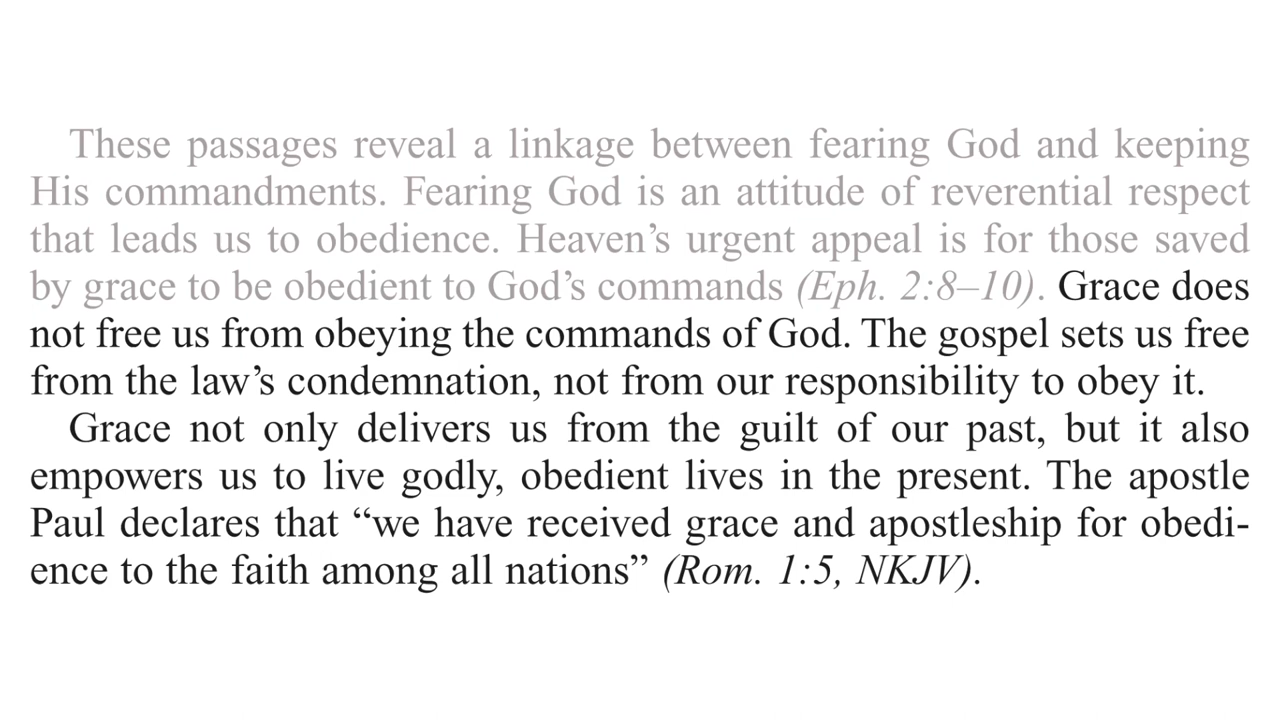 These passages reveal a linkage between fearing God and keeping
His commandments. Fearing God is an attitude of reverential respect
that leads us to obedience. Heaven’s urgent appeal is for those saved
by grace to be obedient to God’s commands (Eph. 2:8–10). Grace does
not free us from obeying the commands of God. The gospel sets us free
from the law’s condemnation, not from our responsibility to obey it.
Grace not only delivers us from the guilt of our past, but it also
empowers us to live godly, obedient lives in the present. The apostle
Paul declares that “we have received grace and apostleship for obedi-
ence to the faith among all nations” (Rom. 1:5, NKJV).